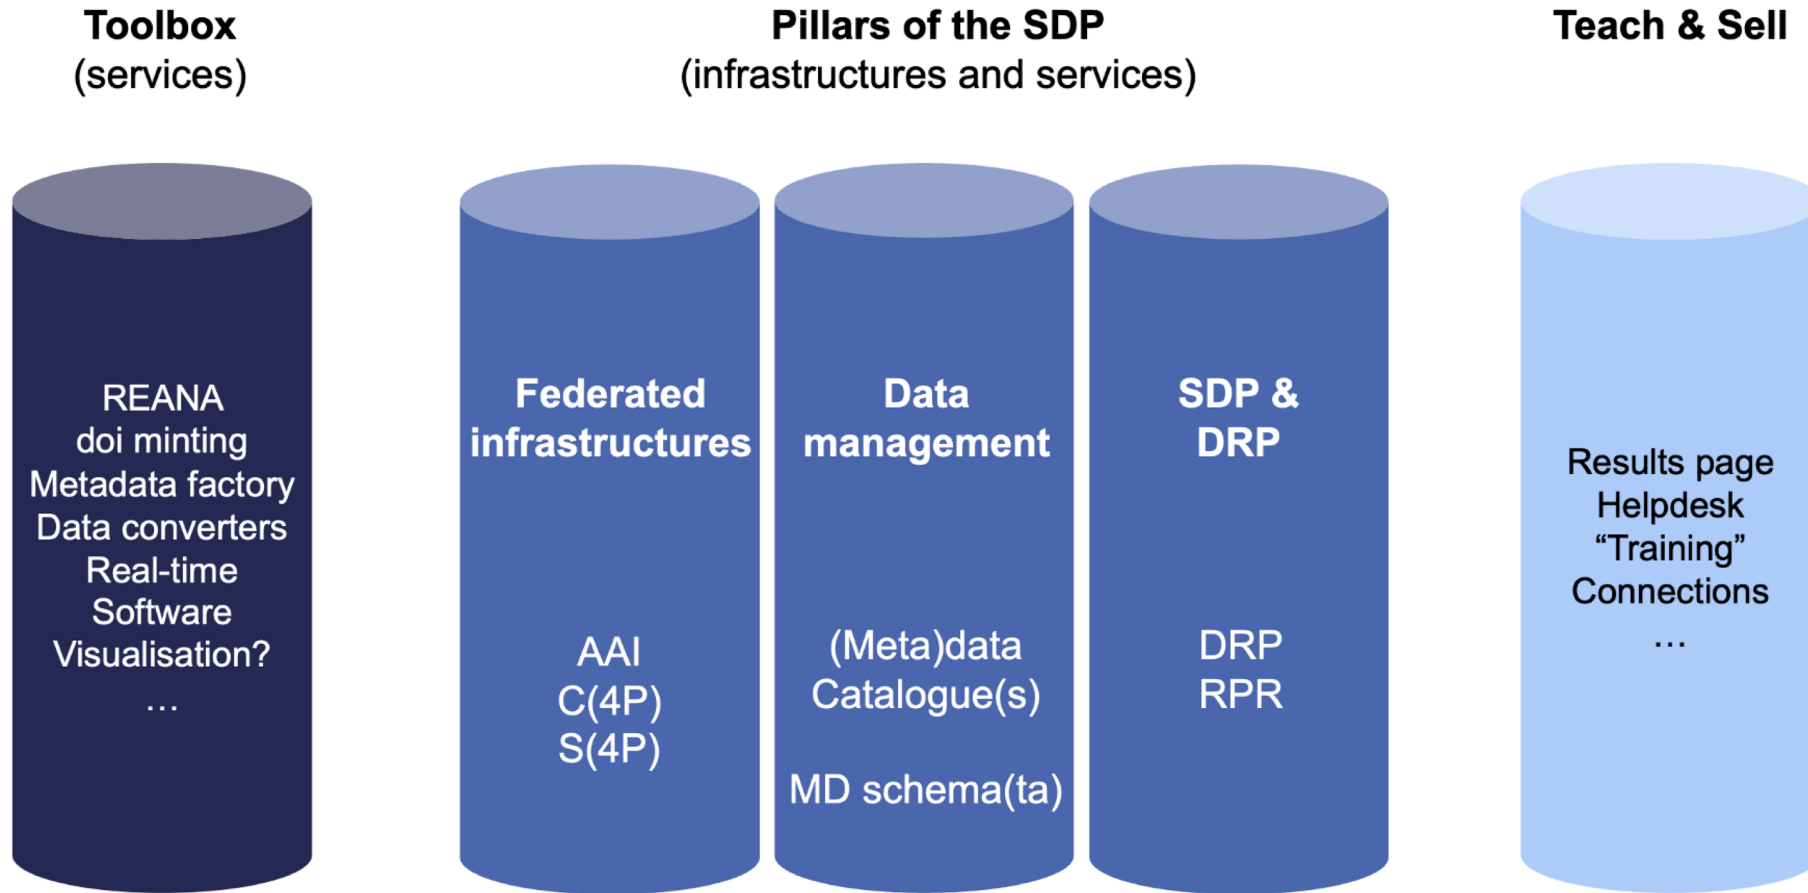 Toolbox
(services)
REANA
doi minting
Metadata factory
Data converters
Real-time
Software
Visualisation?
…
Pillars of the SDP
(infrastructures and services)
Federated
infrastructures
AAI
C(4P)
S(4P)
Data
management
(Meta)data
Catalogue(s)
MD schema(ta)
SDP &
DRP
DRP
RPR
Teach & Sell
Results page
Helpdesk
“Training”
Connections
…